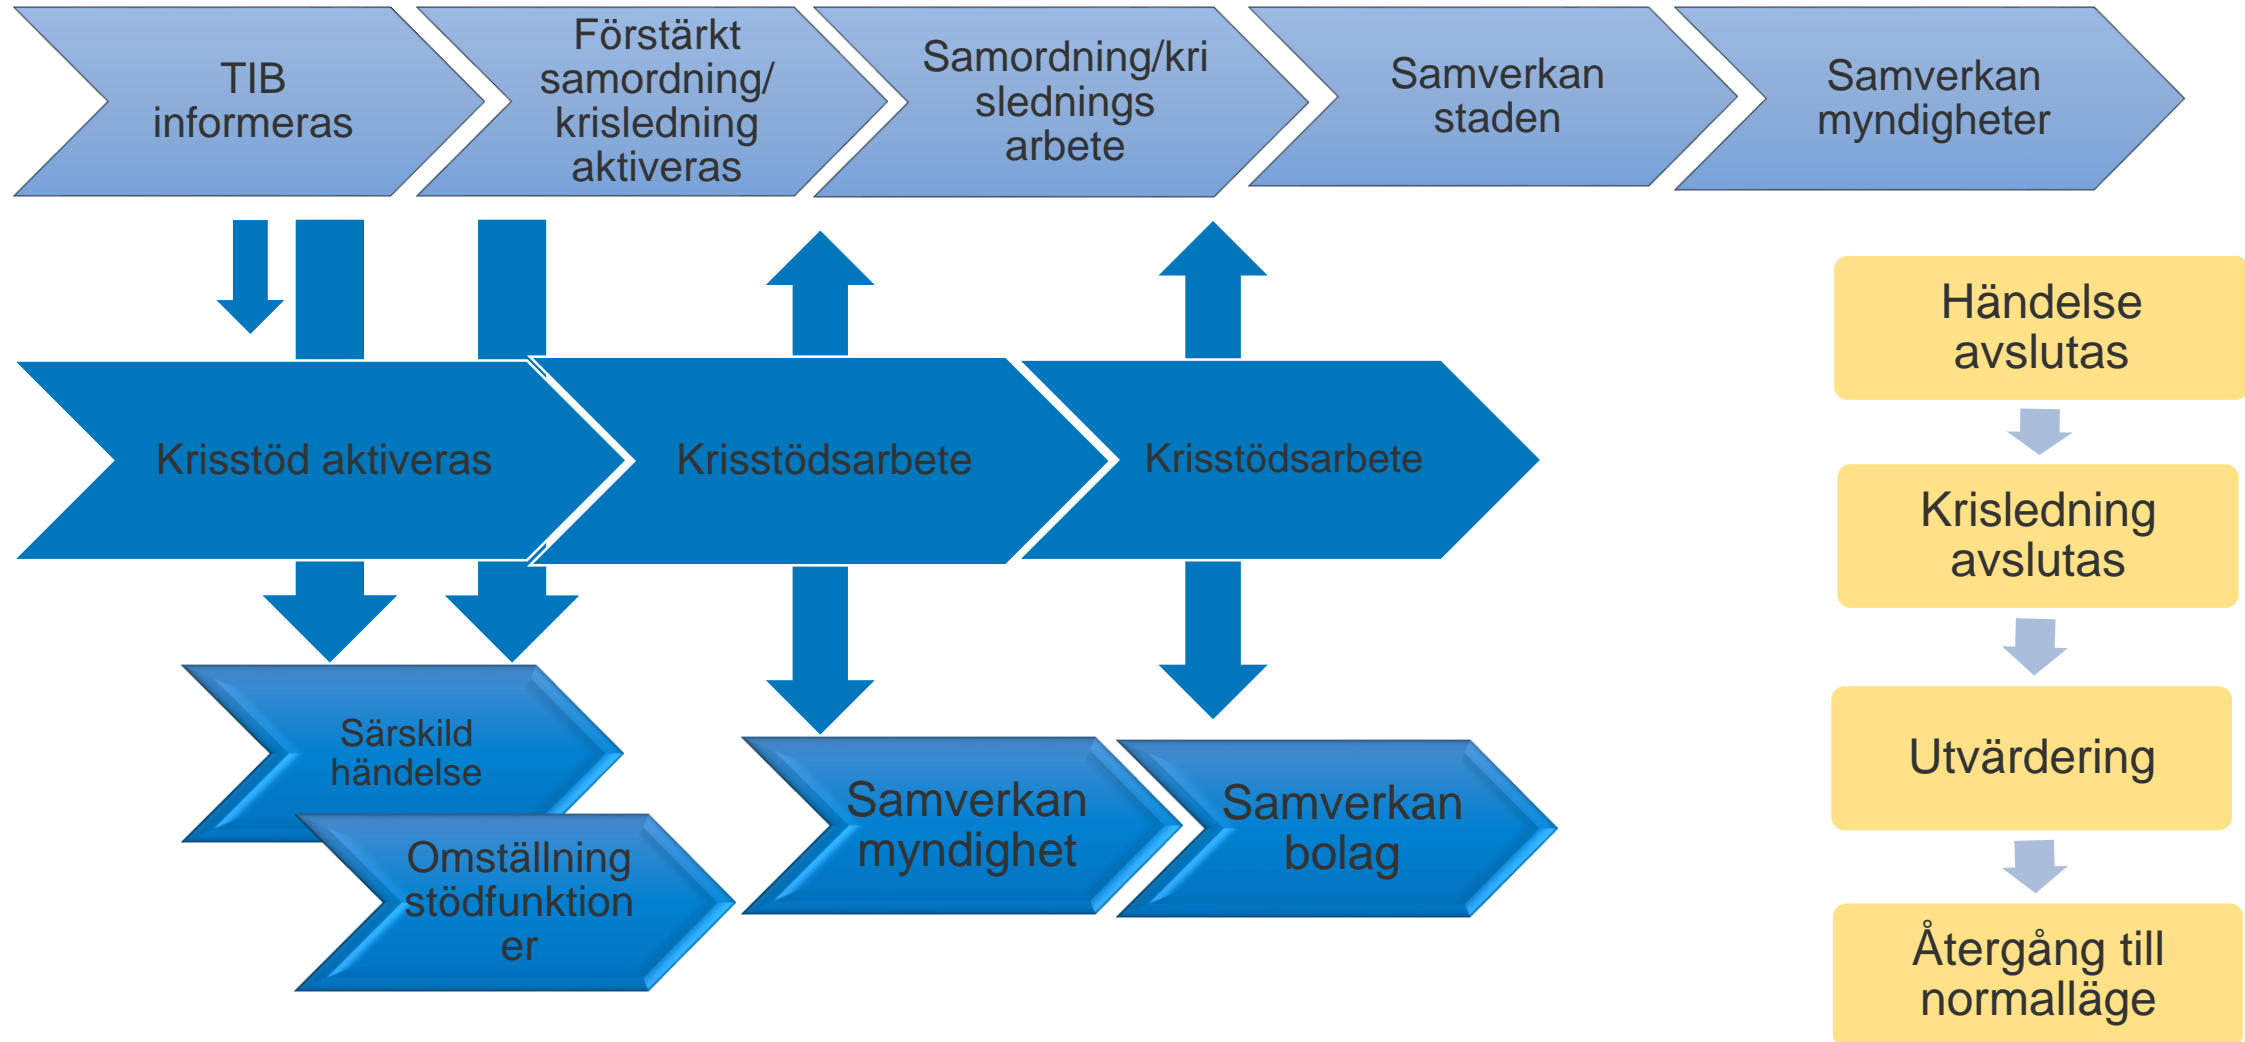 TIB
informeras
Förstärkt
samordning/
krisledning
aktiveras
Samordning/kri
slednings
arbete
Samverkan
staden
Samverkan
myndigheter
Krisstöd aktiveras
Krisstödsarbete
Krisstödsarbete
Särskild
händelse
Omställning
stödfunktion
er
Samverkan
myndighet
Samverkan
bolag
Händelse
avslutas
Krisledning
avslutas
Utvärdering
Återgång till
normalläge